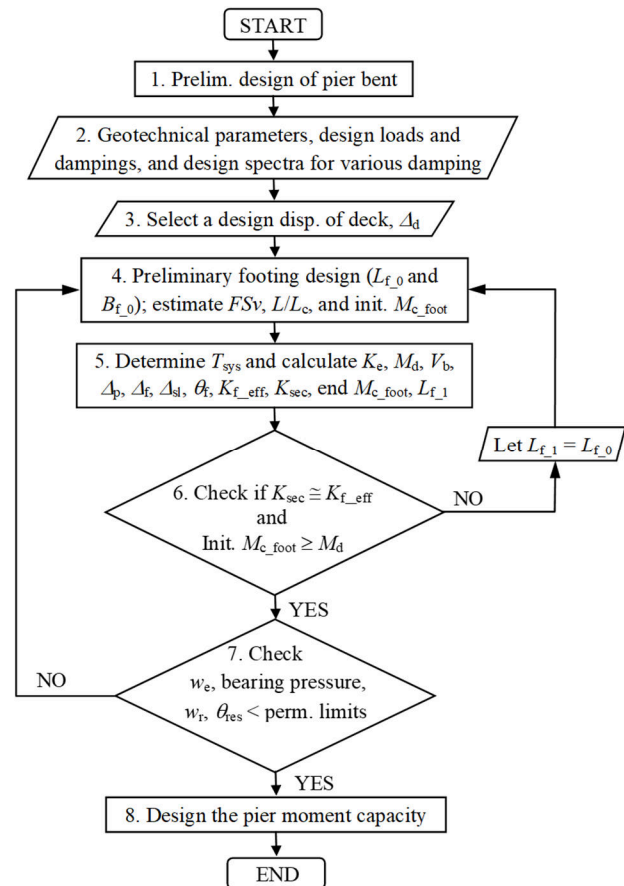 START
1. Prelim. design of pier bent
2. Geotechnical parameters, design loads and
dampings, and design spectra for various damping
3. Select a design disp. of deck, Δd
4. Preliminary footing design (Lf_0 and
Bf_0); estimate FSv, L/Lc, and init. Mc_foot
5. Determine Tsys and calculate Ke, Md, Vb,
Δp, Δf, Δsl, θf, Kf_eff, Ksec, end Mc_foot, Lf_1
Let Lf_1 = Lf_0
6. Check if Ksec ≅ Kf_eff
and
Init. Mc_foot ≥ Md
NO
YES
7. Check
we, bearing pressure,
wr, θres < perm. limits
NO
YES
8. Design the pier moment capacity
END